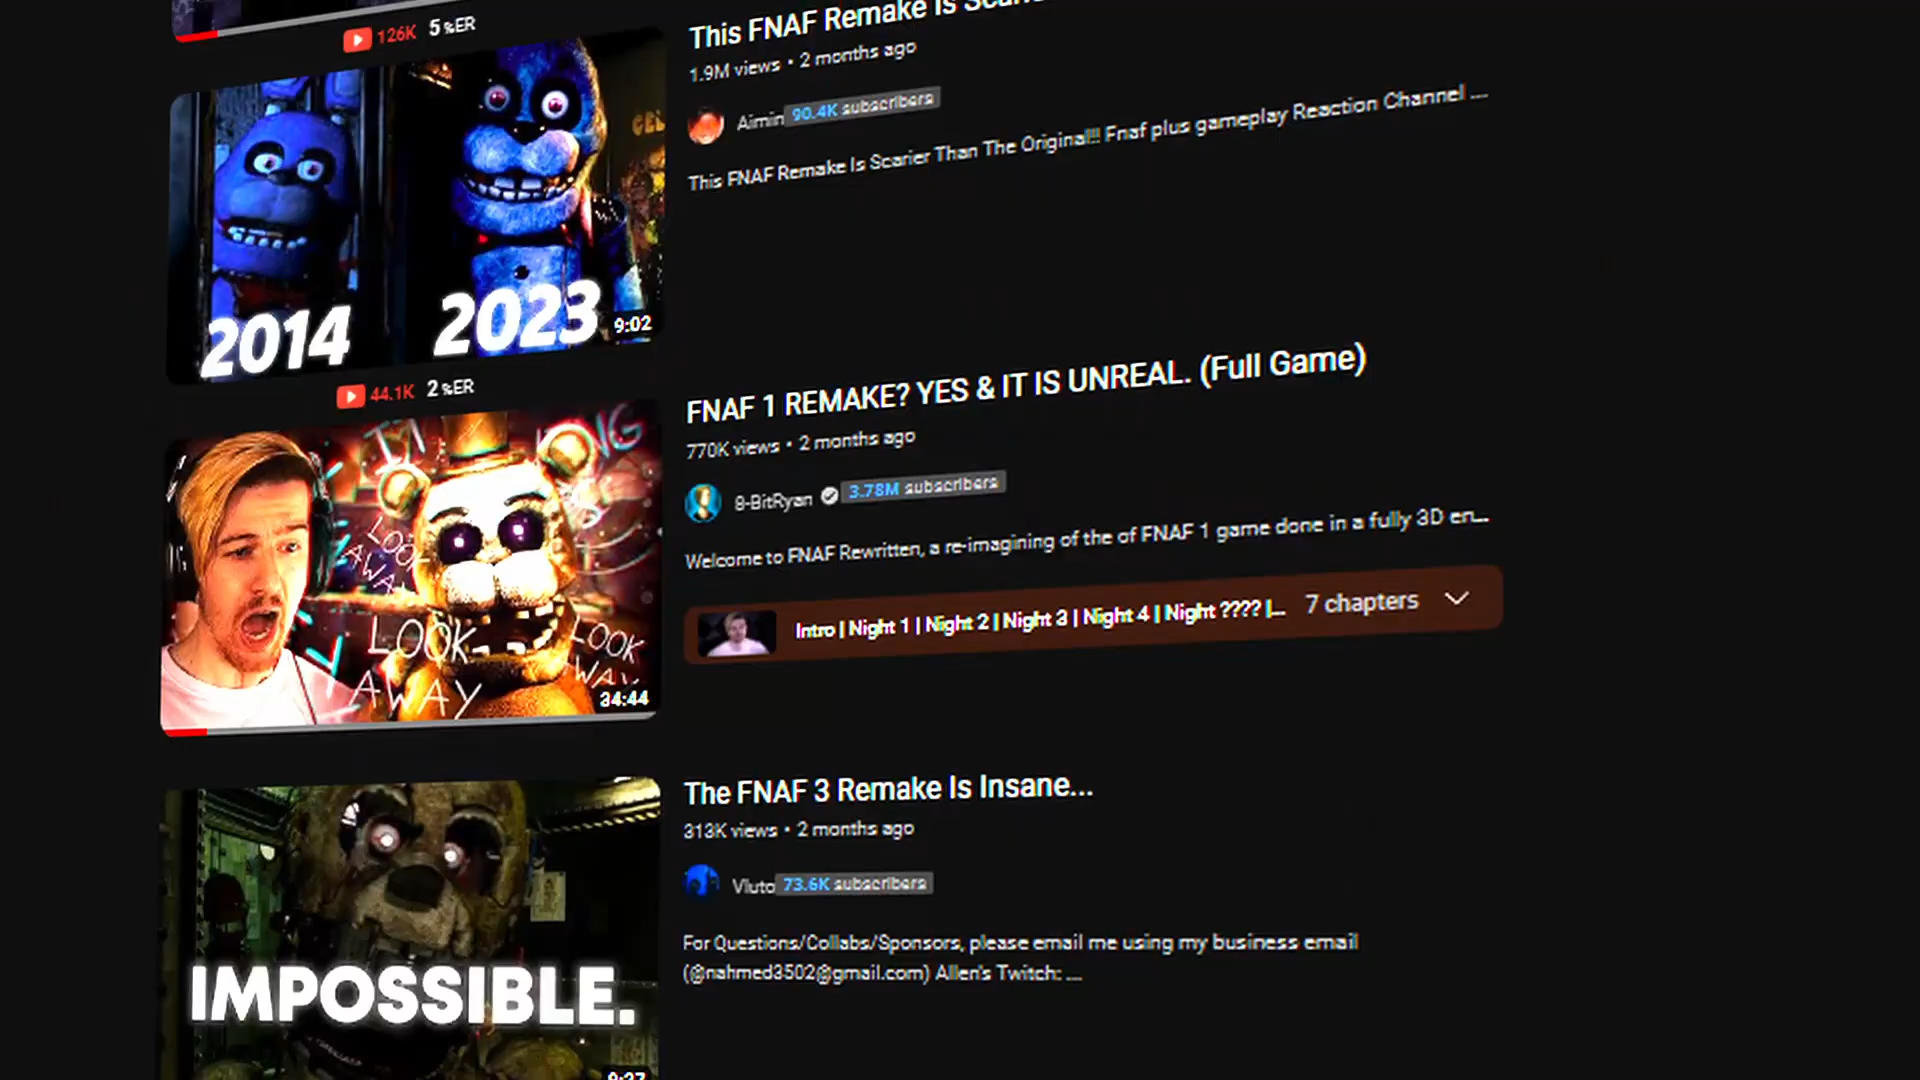 126K 5 %ER
This FNAF Remake Is
1.9M views • 2 months ago
Aimin 90.4K subscribers
This FNAF Remake Is Scarier Than The Original!!! Fnaf plus gameplay Reaction Channel ....
2014
2023
9:02
44.1K 2 %ER
FNAF 1 REMAKE? YES & IT IS UNREAL. (Full Game)
770K views • 2 months ago
8-BitRyan 3.78M subscribers
Welcome to FNAF Rewritten, a re-imagining of the of FNAF 1 game done in a fully 3D en...
Intro | Night 1 | Night 2 | Night 3 | Night 4 | Night ???? |... 7 chapters
LOOK
AWAY
LOOK
AWAY
LOOK
34:44
The FNAF 3 Remake Is Insane...
313K views • 2 months ago
Vluto 73.6K subscribers
For Questions/Collabs/Sponsors, please email me using my business email
(@nahmed3502@gmail.com) Allen's Twitch: ....
IMPOSSIBLE.